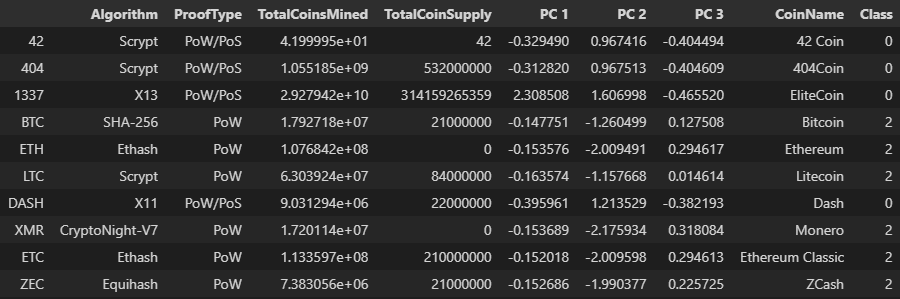 Algorithm ProofType TotalCoinsMined TotalCoinSupply PC 1 PC 2 PC 3 CoinName Class
42 Scrypt PoW/PoS 4.199995e+01 42 -0.329490 0.967416 -0.404494 42 Coin 0
404 Scrypt PoW/PoS 1.055185e+09 532000000 -0.312820 0.967513 -0.404609 404Coin 0
1337 X13 PoW/PoS 2.927942e+10 314159265359 2.308508 1.606998 -0.465520 EliteCoin 0
BTC SHA-256 PoW 1.792718e+07 21000000 -0.147751 -1.260499 0.127508 Bitcoin 2
ETH Ethash PoW 1.076842e+08 0 -0.153576 -2.009491 0.294617 Ethereum 2
LTC Scrypt PoW 6.303924e+07 84000000 -0.163574 -1.157668 0.014614 Litecoin 2
DASH X11 PoW/PoS 9.031294e+06 22000000 -0.395961 1.213529 -0.382193 Dash 0
XMR CryptoNight-V7 PoW 1.720114e+07 0 -0.153689 -2.175934 0.318084 Monero 2
ETC Ethash PoW 1.133597e+08 210000000 -0.152018 -2.009598 0.294613 Ethereum Classic 2
ZEC Equihash PoW 7.383056e+06 21000000 -0.152686 -1.990377 0.225725 ZCash 2